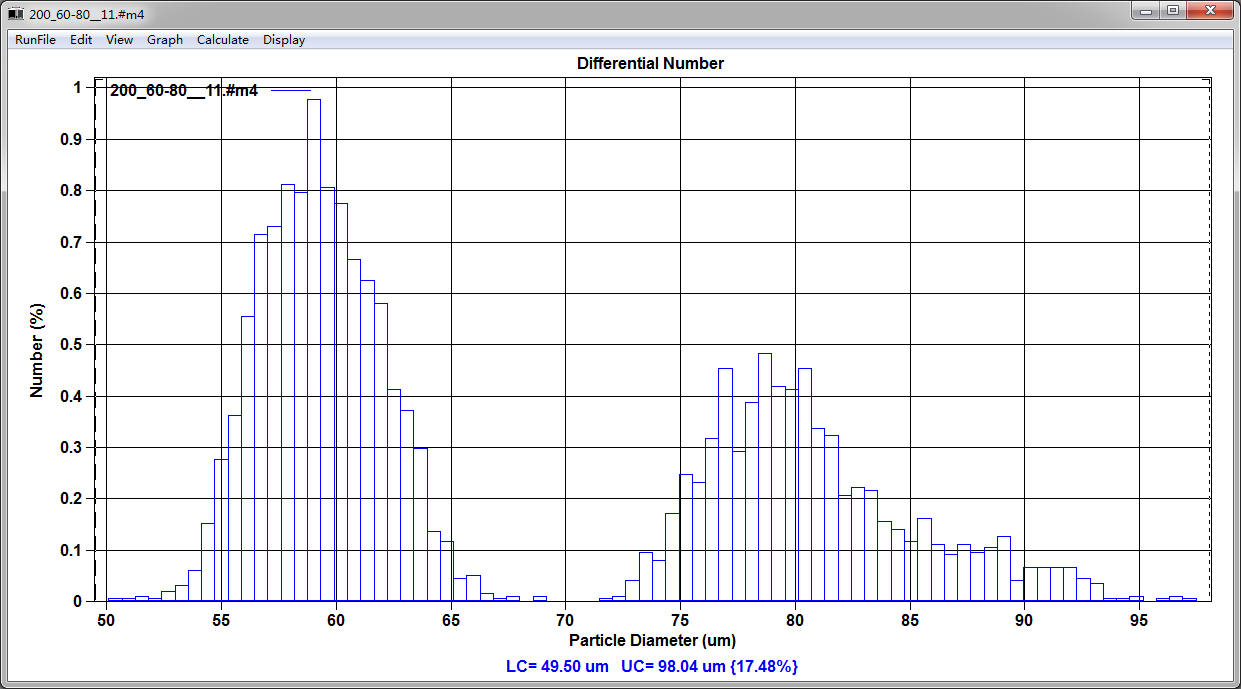 200_60-80__11.#m4
RunFile Edit View Graph Calculate Display
Differential Number
200_60-80__11.#m4
1
0.9
0.8
0.7
0.6
0.5
0.4
0.3
0.2
0.1
0
Number (%)
50 55 60 65 70 75 80 85 90 95
Particle Diameter (um)
LC= 49.50 um UC= 98.04 um {17.48%}